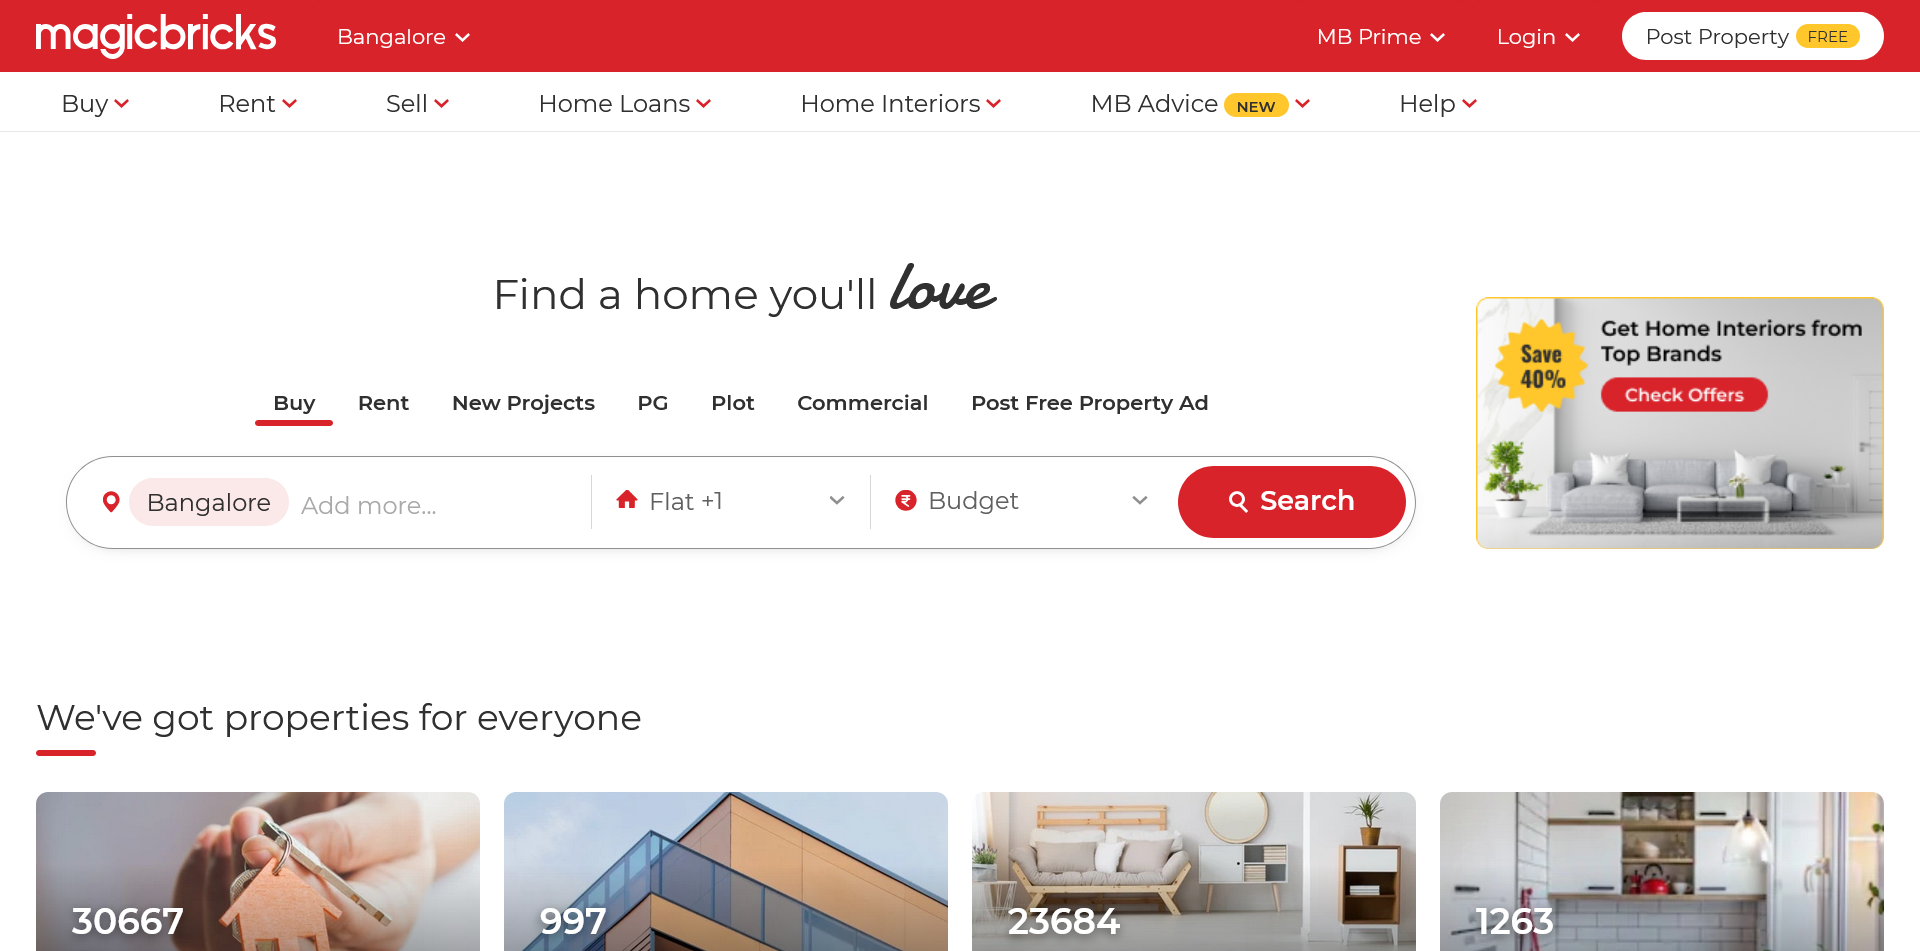 magicbricks
Bangalore
MB Prime
Login
Post Property FREE
Buy
Rent
Sell
Home Loans
Home Interiors
MB Advice NEW
Help
Find a home you'll love
Buy
Rent
New Projects
PG
Plot
Commercial
Post Free Property Ad
Bangalore
Add more...
Flat +1
₹ Budget
Search
Save
40%
Get Home Interiors from
Top Brands
Check Offers
We've got properties for everyone
30667
997
23684
1263